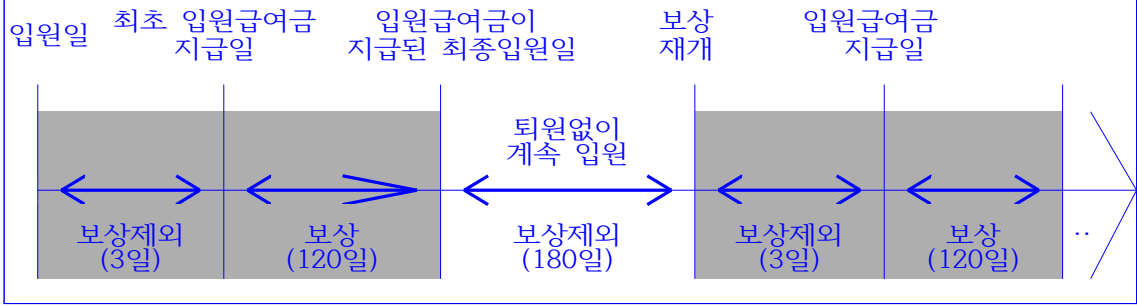 입원일
최초 입원급여금
지급일
입원급여금이
지급된 최종입원일
보상
재개
입원급여금
지급일
퇴원없이
계속 입원
보상제외
(3일)
보상
(120일)
보상제외
(180일)
보상제외
(3일)
보상
(120일)
..